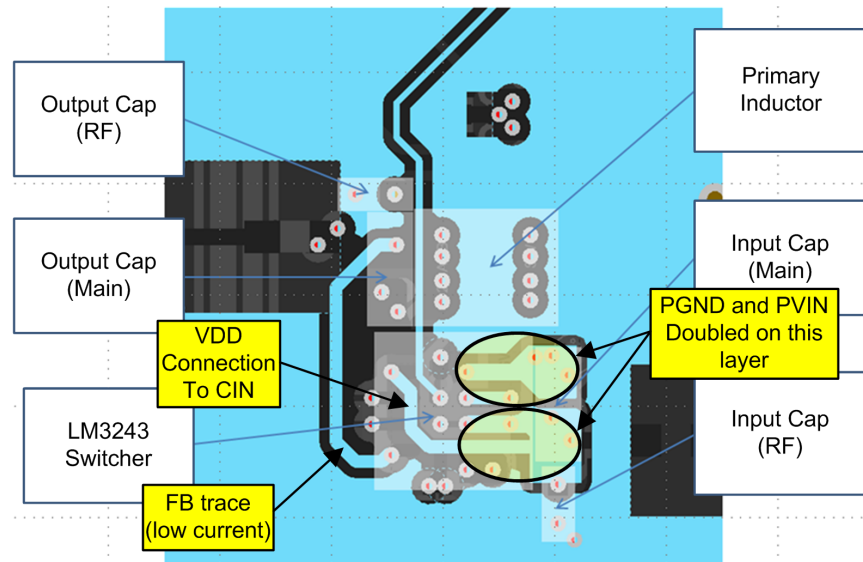 Output Cap
(RF)
Primary
Inductor
Output Cap
(Main)
Input Cap
(Main)
PGND and PVIN
Doubled on this
layer
VDD
Connection
To CIN
LM3243
Switcher
Input Cap
(RF)
FB trace
(low current)